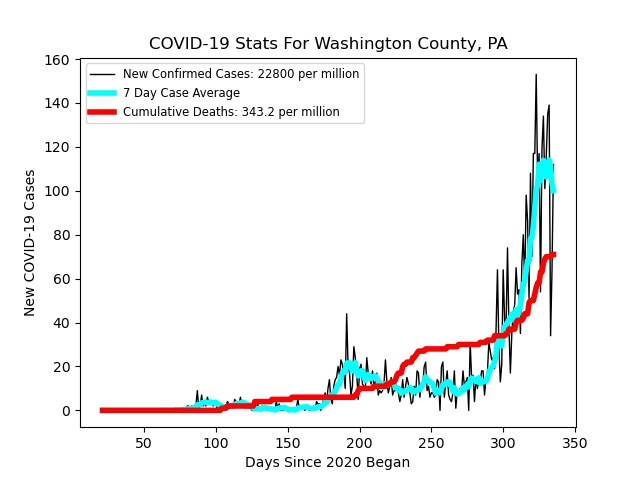 COVID-19 Stats For Washington County, PA
New Confirmed Cases: 22800 per million
7 Day Case Average
Cumulative Deaths: 343.2 per million
New COVID-19 Cases
160
140
120
100
80
60
40
20
0
50
100
150
200
250
300
350
Days Since 2020 Began